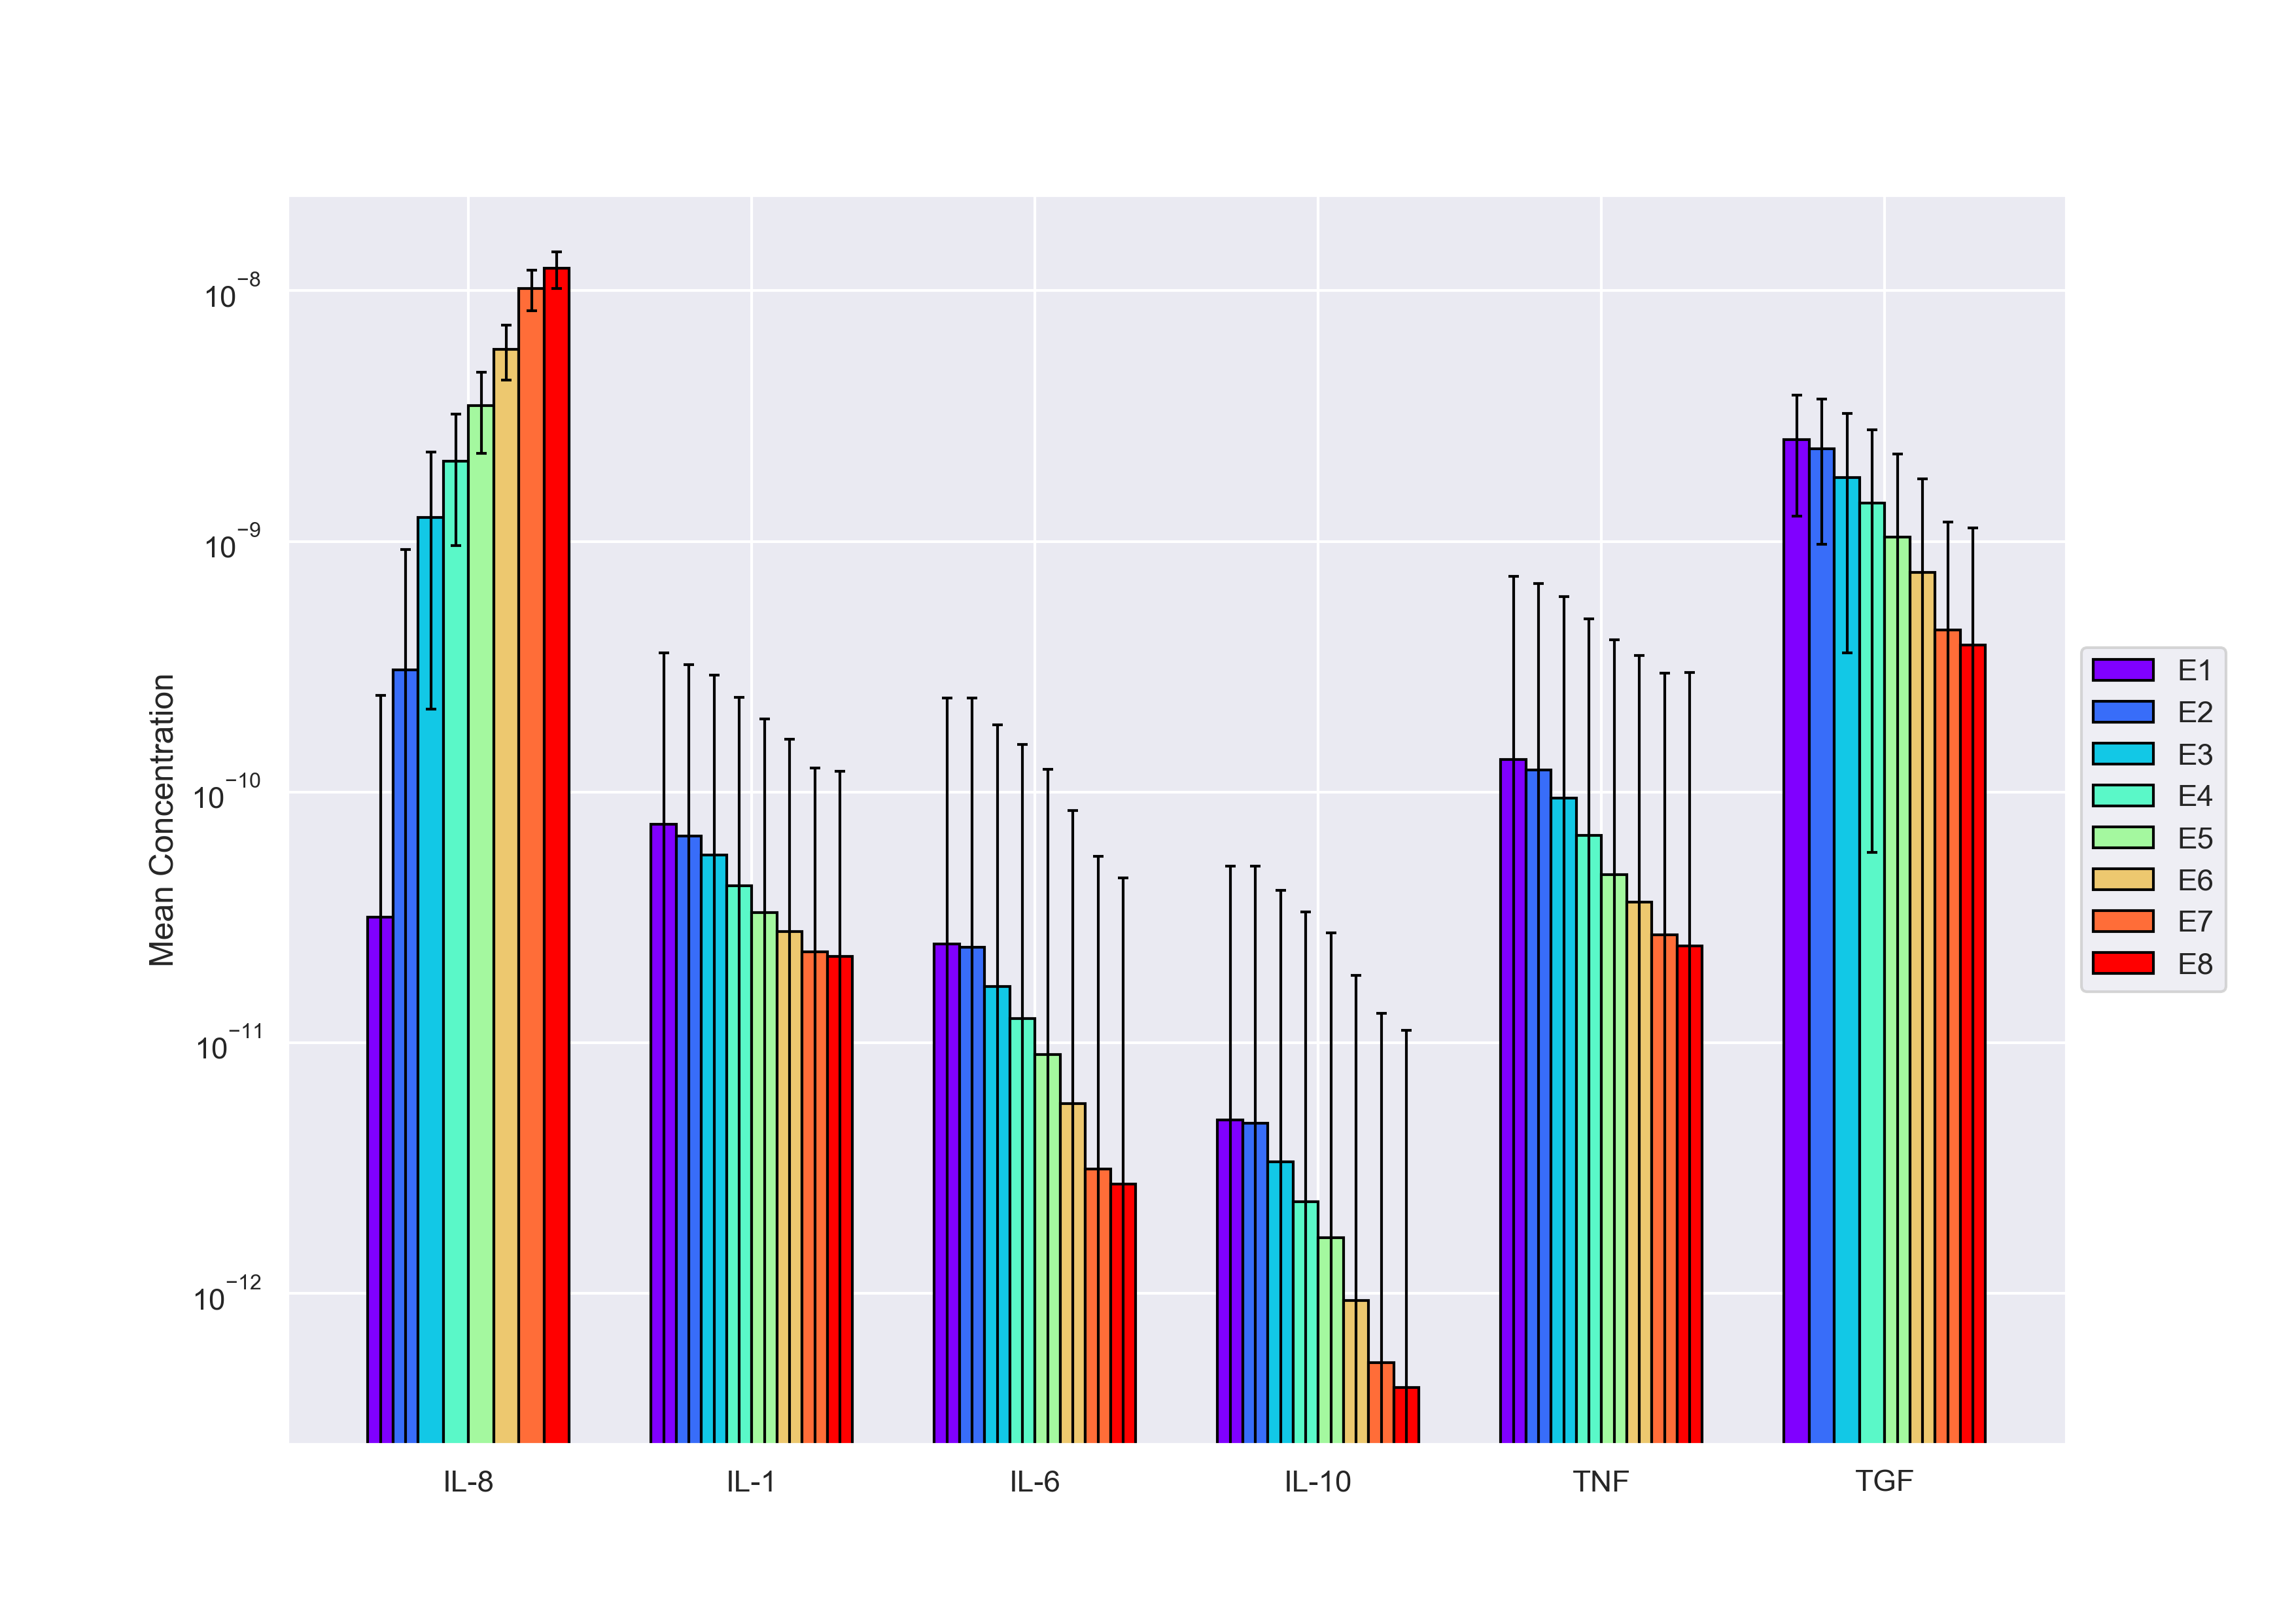 Mean Concentration
10⁻⁸
10⁻⁹
10⁻¹⁰
10⁻¹¹
10⁻¹²
IL-8
IL-1
IL-6
IL-10
TNF
TGF
E1
E2
E3
E4
E5
E6
E7
E8